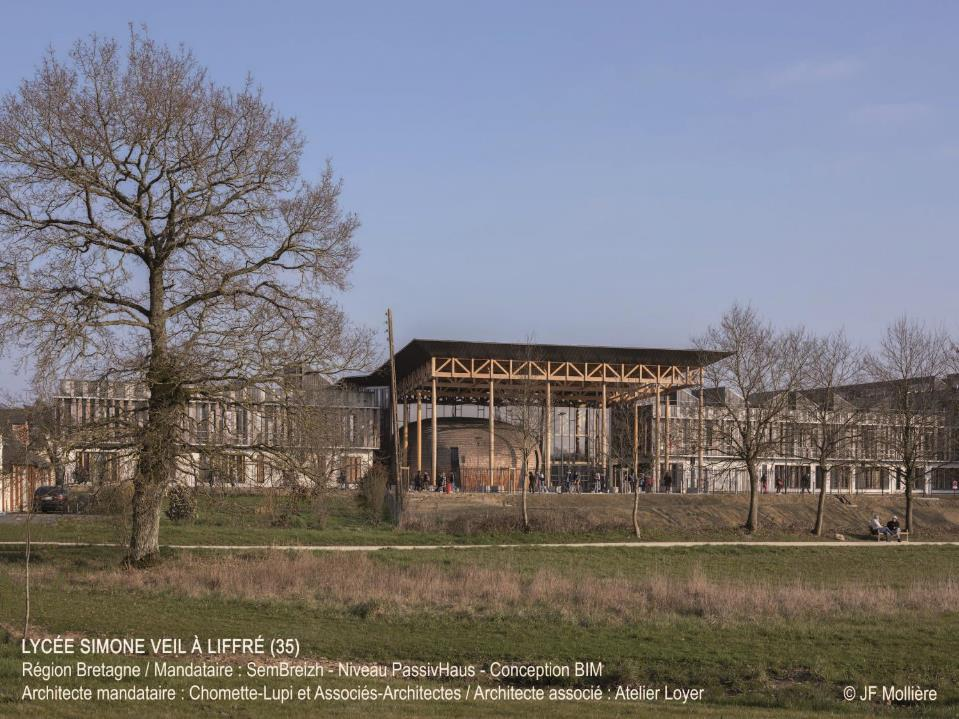 LYCÉE SIMONE VEIL À LIFFRÉ (35)
Région Bretagne / Mandataire : SemBreizh - Niveau PassivHaus - Conception BIM
Architecte mandataire : Chomette-Lupi et Associés-Architectes / Architecte associé : Atelier Loyer
© JF Mollière